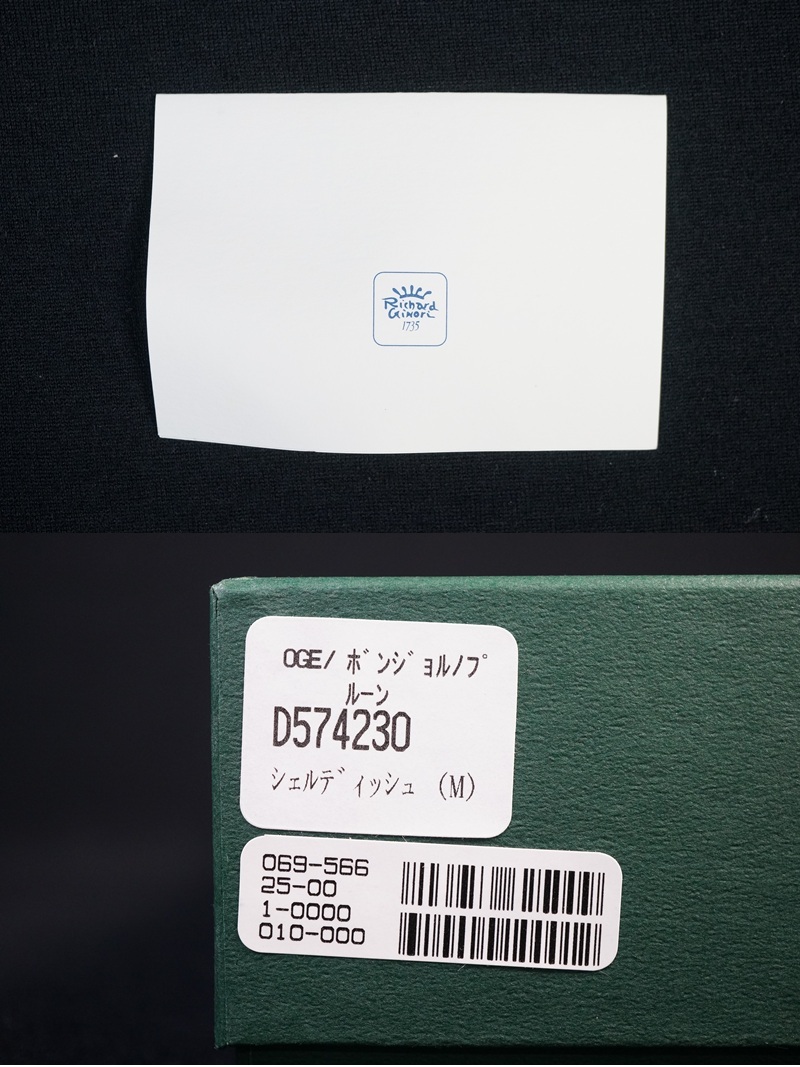 Richard
Ginori
1735
OGE/ ボンジョルノプ
ルーン
D574230
シェルディッシュ (M)
069-566
25-00
1-0000
010-000